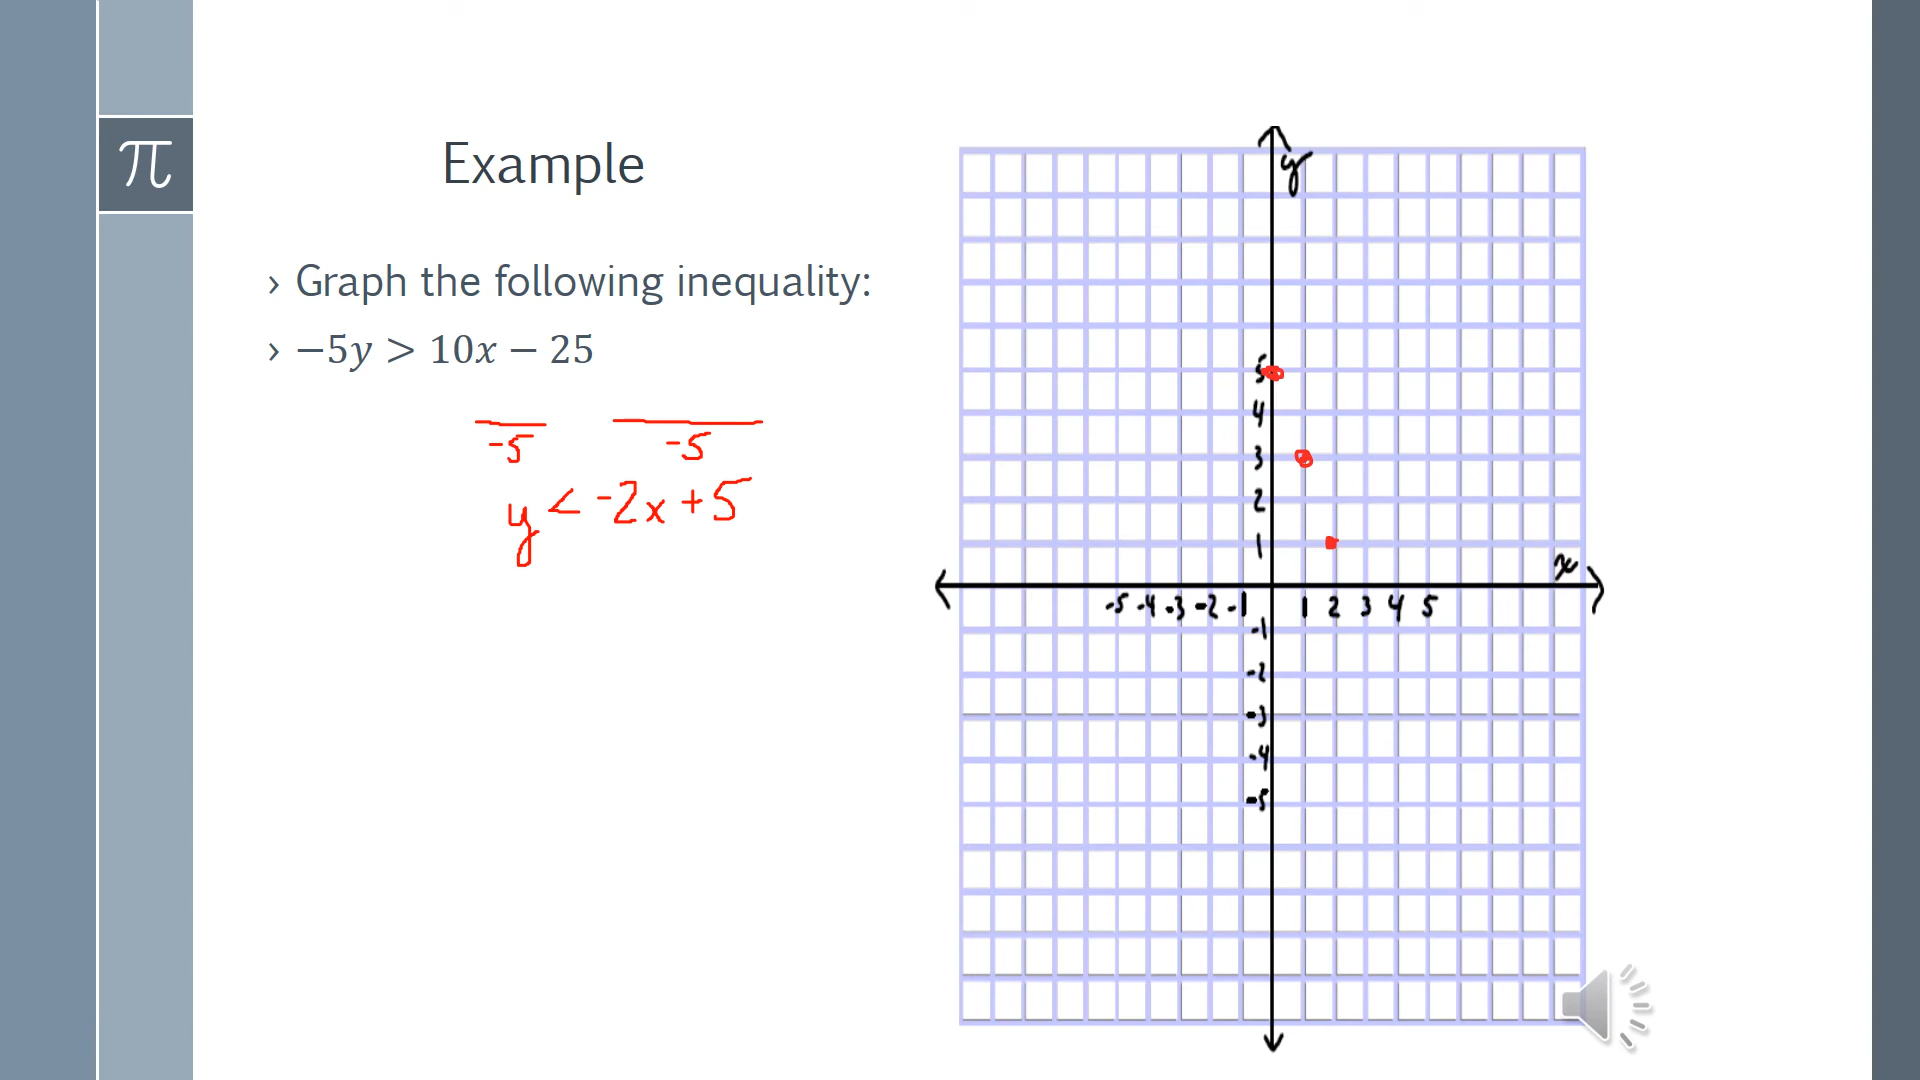 π
Example
› Graph the following inequality:
› −5y > 10x − 25
-5 -5
y < -2x + 5
y
5
4
3
2
1
x
-5 -4 -3 -2 -1 1 2 3 4 5
-1
-2
-3
-4
-5